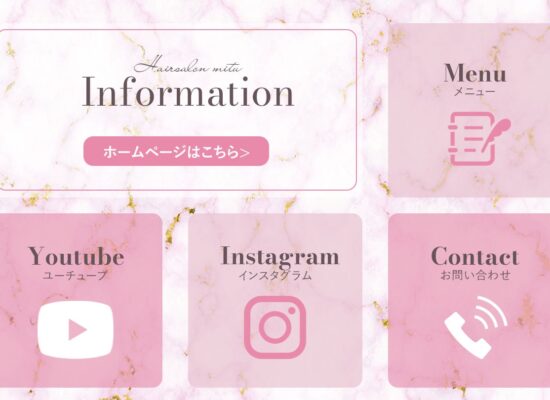 Hairsalon mitu
Information
ホームページはこちら>
Menu
メニュー
Youtube
ユーチューブ
Instagram
インスタグラム
Contact
お問い合わせ